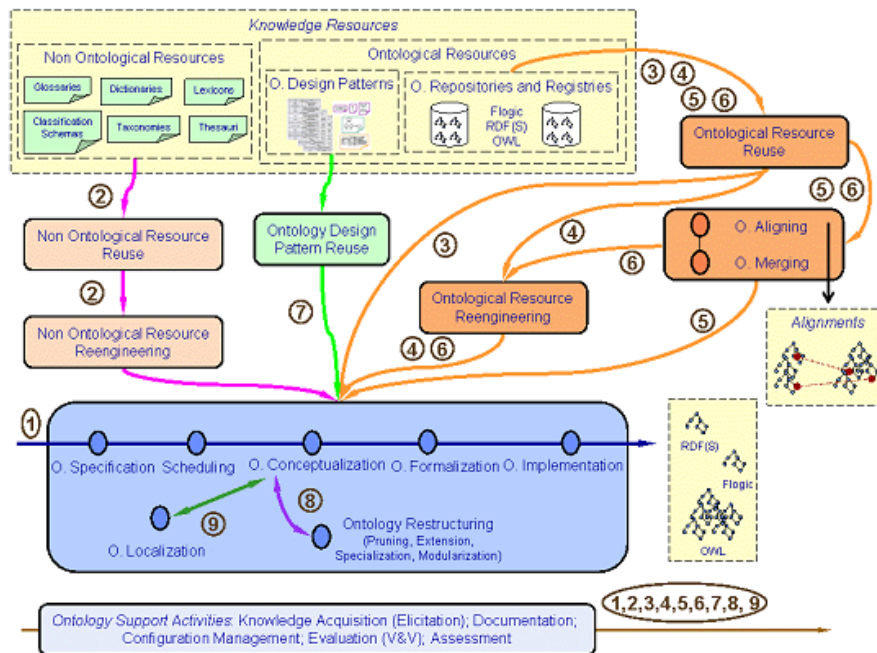 Knowledge Resources
Non Ontological Resources
Glossaries
Dictionaries
Lexicons
Classification
Schemas
Taxonomies
Thesauri
Ontological Resources
O. Design Patterns
O. Repositories and Registries
Flogic
RDF(S)
OWL
3 4
5 6
Ontological Resource
Reuse
5 6
2
Non Ontological Resource
Reuse
2
Non Ontological Resource
Reengineering
Ontology Design
Pattern Reuse
7
3
4
6
O. Aligning
O. Merging
Ontological Resource
Reengineering
4 6
5
Alignments
1
O. Specification
Scheduling
O. Conceptualization
O. Formalization
O. Implementation
9
8
O. Localization
Ontology Restructuring
(Pruning, Extension,
Specialization, Modularization)
RDF(S)
Flogic
OWL
1,2,3,4,5,6,7,8, 9
Ontology Support Activities: Knowledge Acquisition (Elicitation); Documentation;
Configuration Management; Evaluation (V&V); Assessment